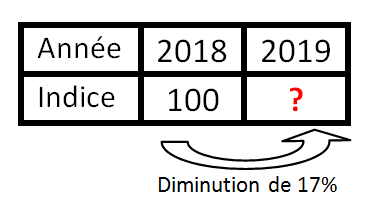 Année 2018 2019
Indice 100 ?
Diminution de 17%